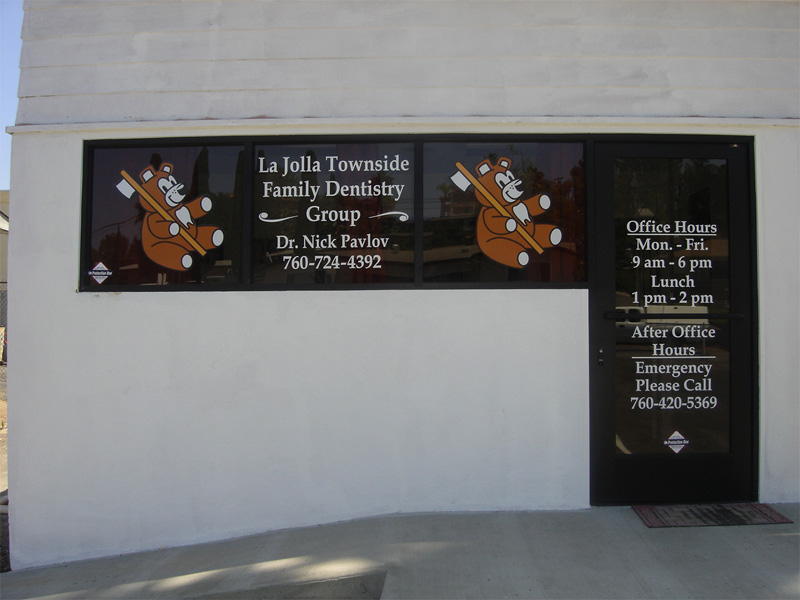 La Jolla Townside
Family Dentistry
Group
Dr. Nick Pavlov
760-724-4392
Office Hours
Mon. - Fri.
9 am - 6 pm
Lunch
1 pm - 2 pm
After Office
Hours
Emergency
Please Call
760-420-5369